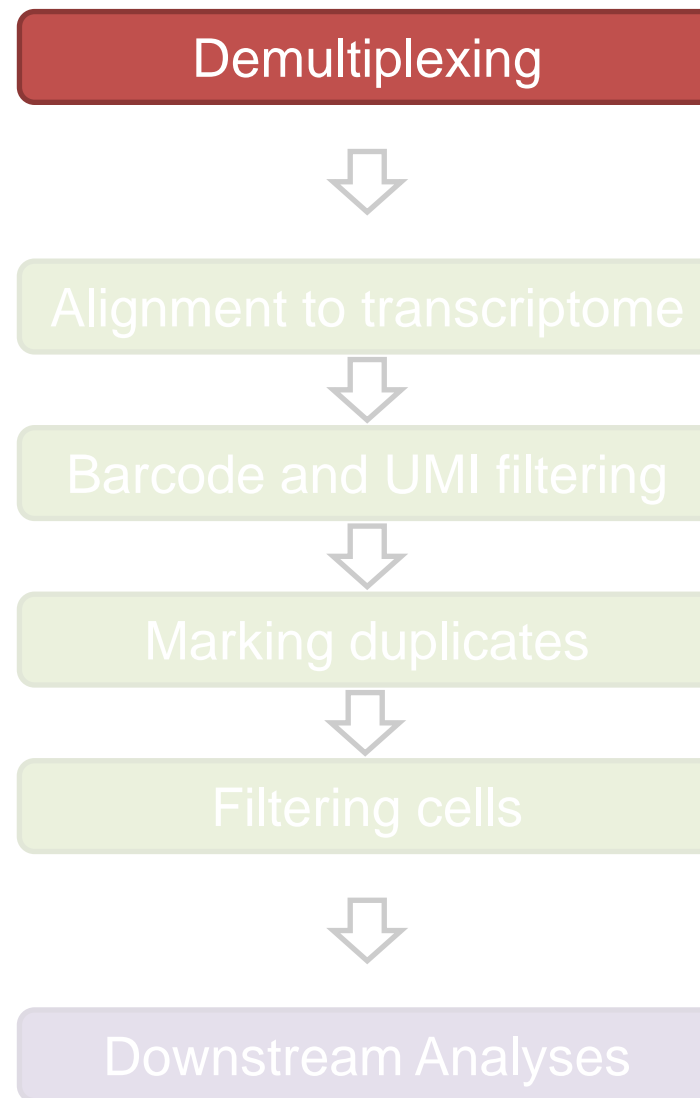 Demultiplexing
Alignment to transcriptome
Barcode and UMI filtering
Marking duplicates
Filtering cells
Downstream Analyses